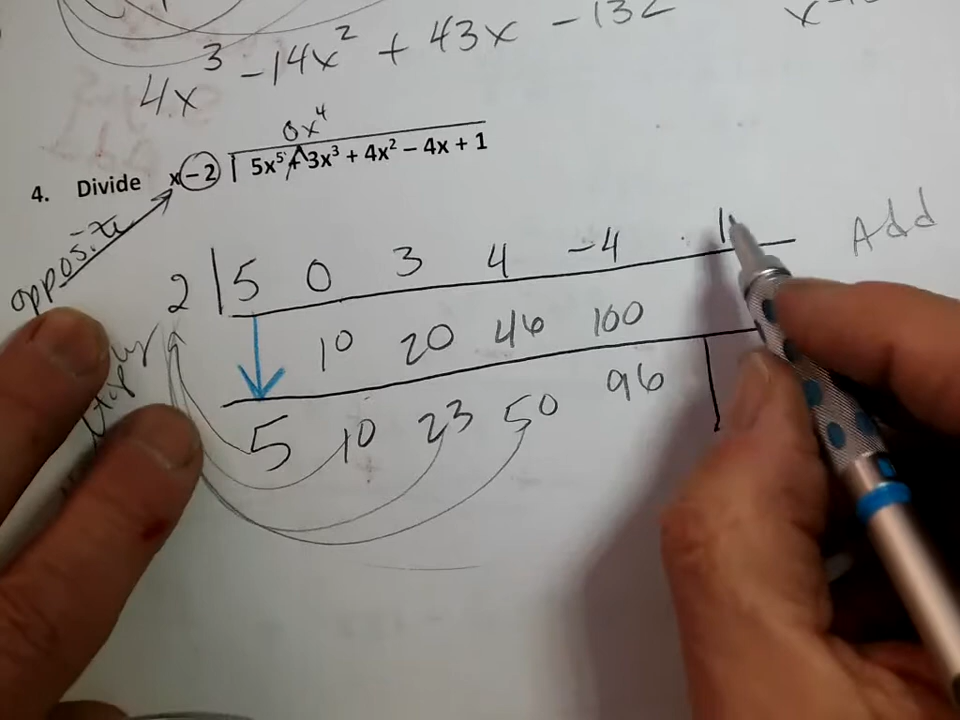 4x³ - 14x² + 43x - 132
0x⁴
4. Divide x - 2 | 5x⁵ + 3x³ + 4x² - 4x + 1
opposite
Add
2 | 5 0 3 4 -4 1
10 20 46 100
5 10 23 50 96